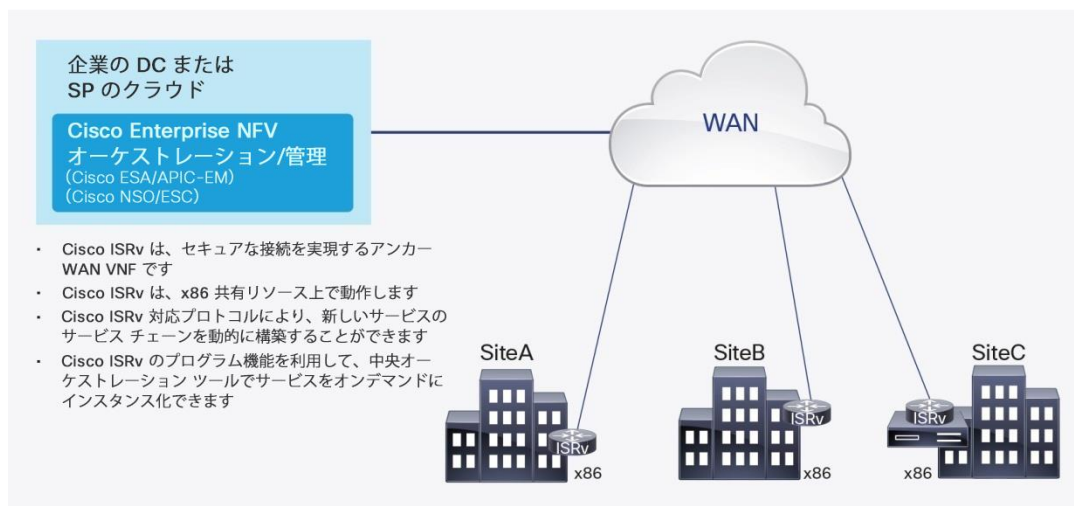 企業の DC または
SP のクラウド
Cisco Enterprise NFV
オーケストレーション/管理
(Cisco ESA/APIC-EM)
(Cisco NSO/ESC)
WAN
• Cisco ISRv は、セキュアな接続を実現するアンカー
WAN VNF です
• Cisco ISRv は、x86 共有リソース上で動作します
• Cisco ISRv 対応プロトコルにより、新しいサービスの
サービス チェーンを動的に構築することができます
• Cisco ISRv のプログラム機能を利用して、中央オー
ケストレーション ツールでサービスをオンデマンドに
インスタンス化できます
SiteA
SiteB
SiteC
ISRv
x86
ISRv
x86
ISRv
x86